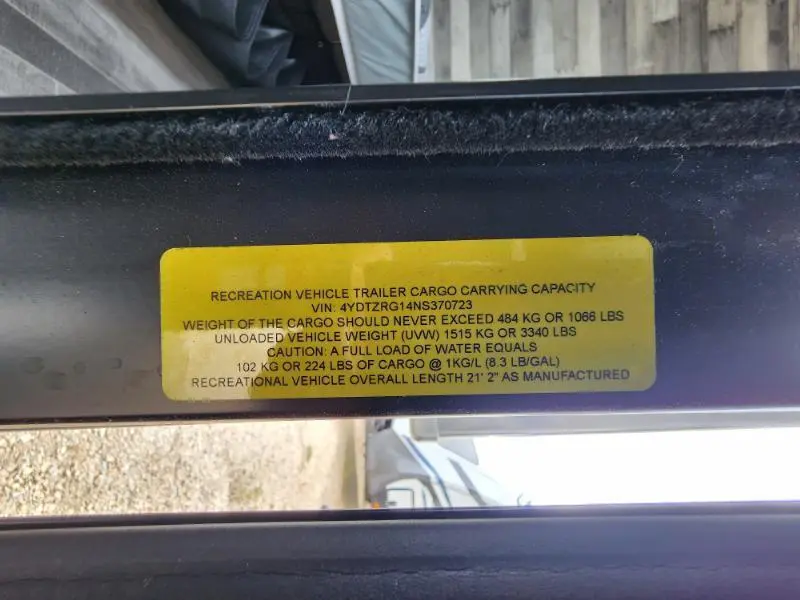 RECREATION VEHICLE TRAILER CARGO CARRYING CAPACITY
VIN: 4YDTZRG14NS370723
WEIGHT OF THE CARGO SHOULD NEVER EXCEED 484 KG OR 1066 LBS
UNLOADED VEHICLE WEIGHT (UVW) 1515 KG OR 3340 LBS
CAUTION: A FULL LOAD OF WATER EQUALS
102 KG OR 224 LBS OF CARGO @ 1KG/L (8.3 LB/GAL)
RECREATIONAL VEHICLE OVERALL LENGTH 21' 2" AS MANUFACTURED